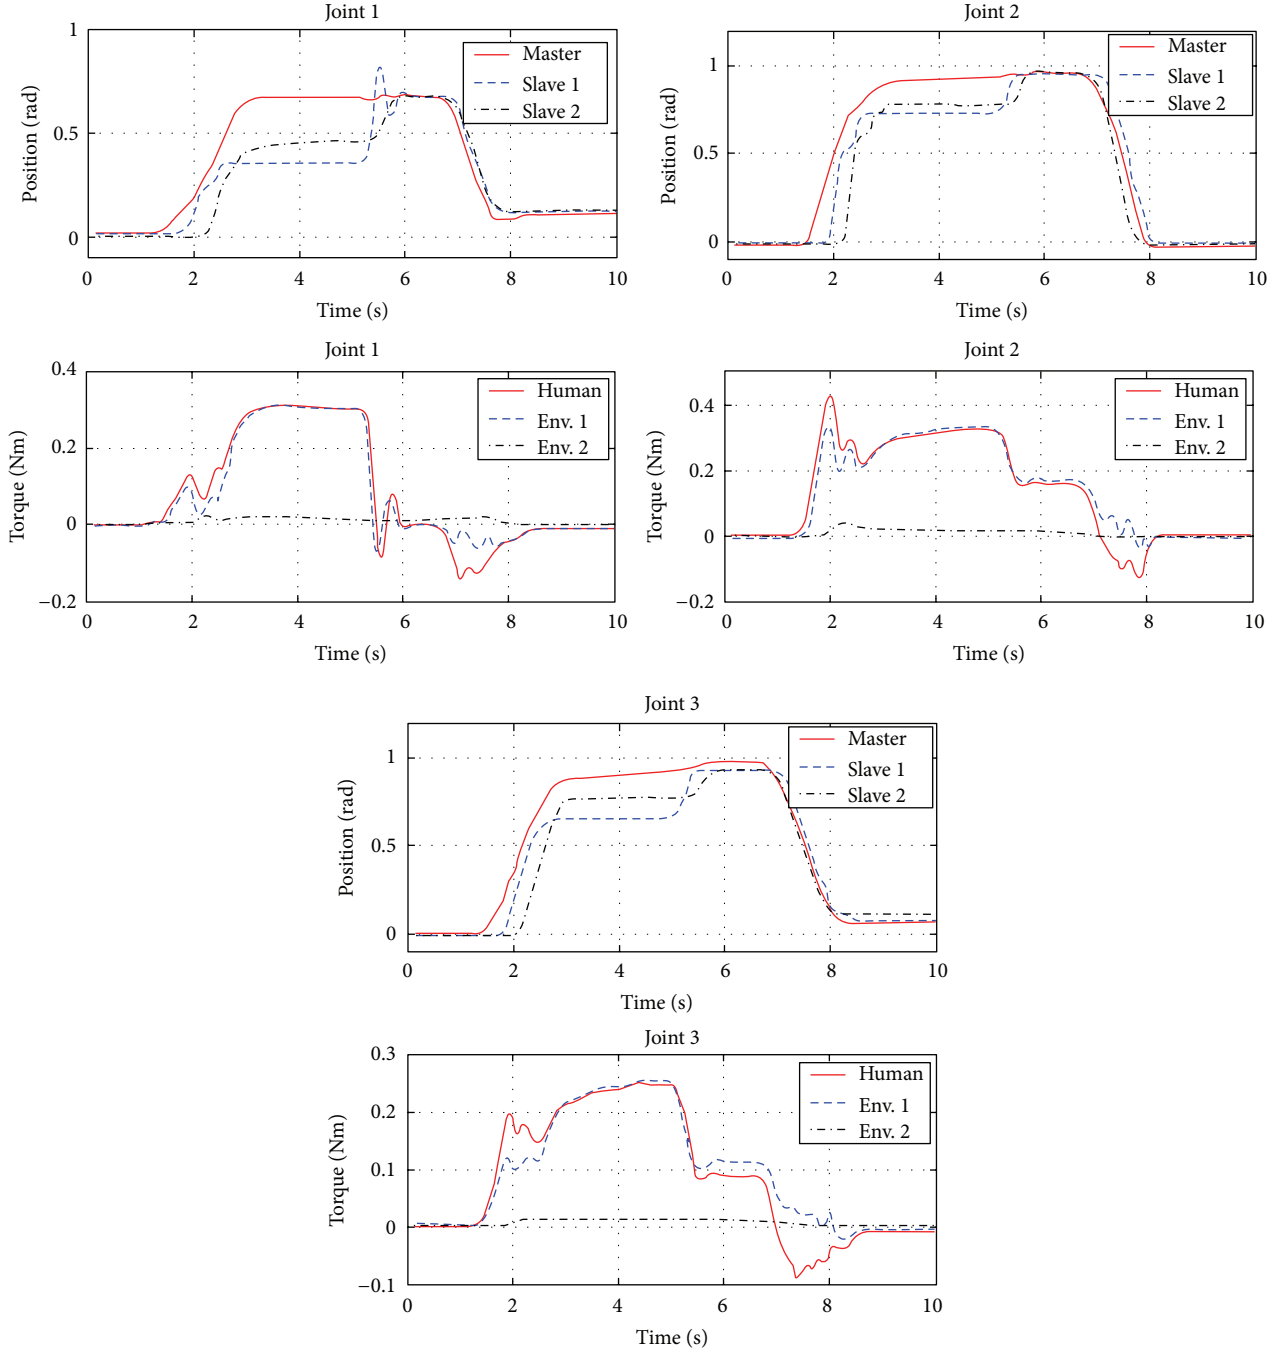 Joint 1
Position (rad)
1
0.5
0
Master
Slave 1
Slave 2
0 2 4 6 8 10
Time (s)
Joint 2
Position (rad)
1
0.5
0
Master
Slave 1
Slave 2
0 2 4 6 8 10
Time (s)
Joint 1
Torque (Nm)
0.4
0.2
0
−0.2
Human
Env. 1
Env. 2
0 2 4 6 8 10
Time (s)
Joint 2
Torque (Nm)
0.4
0.2
0
−0.2
Human
Env. 1
Env. 2
0 2 4 6 8 10
Time (s)
Joint 3
Position (rad)
1
0.5
0
Master
Slave 1
Slave 2
0 2 4 6 8 10
Time (s)
Joint 3
Torque (Nm)
0.3
0.2
0.1
0
−0.1
Human
Env. 1
Env. 2
0 2 4 6 8 10
Time (s)